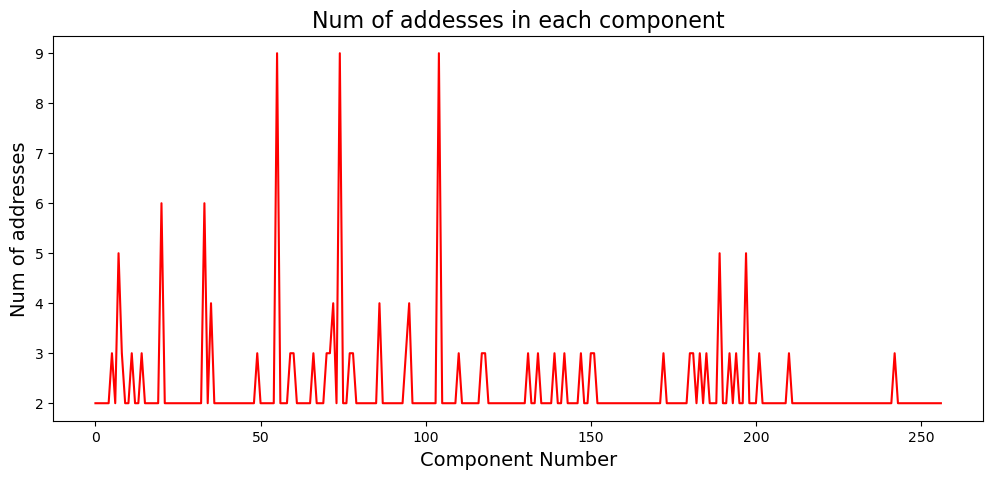 Num of addesses in each component
Num of addresses
9
8
7
6
5
4
3
2
0 50 100 150 200 250
Component Number